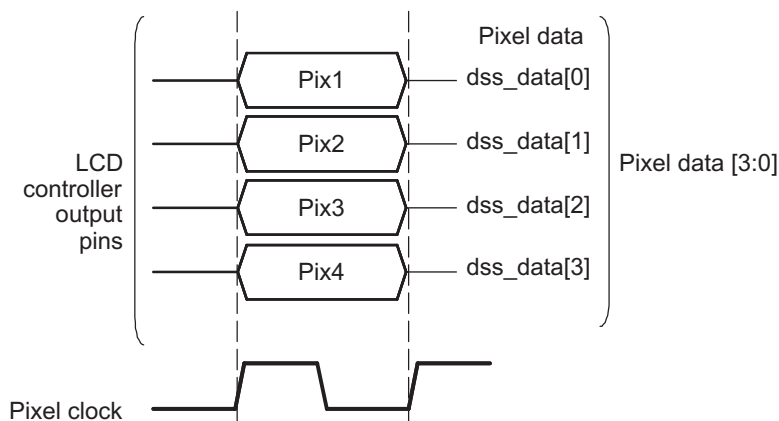 Pixel data
Pix1
dss_data[0]
Pix2
dss_data[1]
LCD
controller
output
pins
Pixel data [3:0]
Pix3
dss_data[2]
Pix4
dss_data[3]
Pixel clock